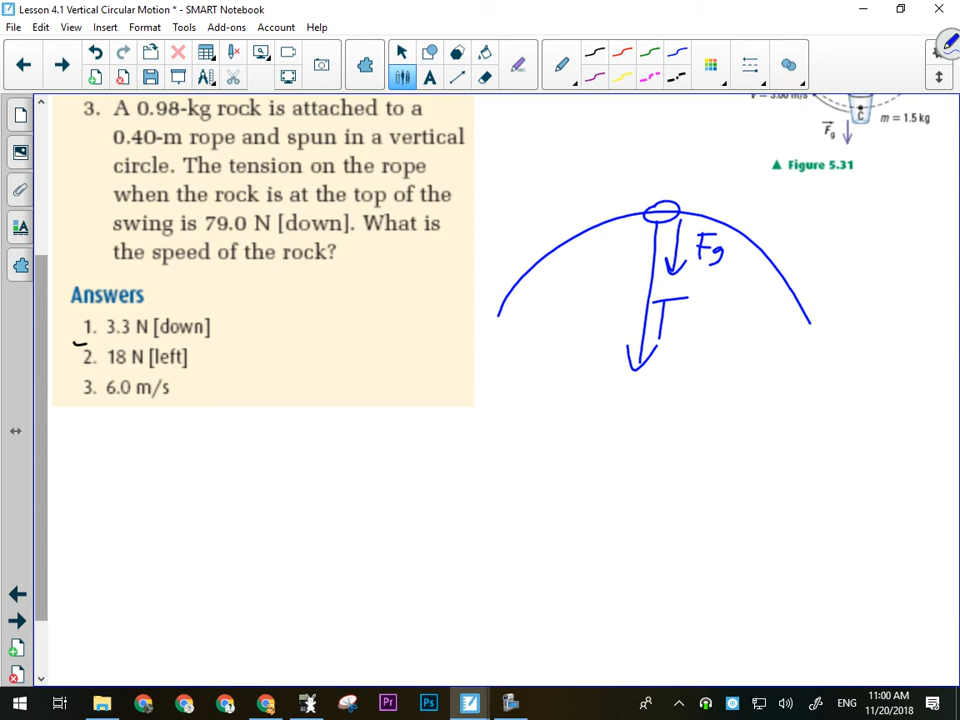 Lesson 4.1 Vertical Circular Motion * - SMART Notebook
File Edit View Insert Format Tools Add-ons Account Help
3. A 0.98-kg rock is attached to a
0.40-m rope and spun in a vertical
circle. The tension on the rope
when the rock is at the top of the
swing is 79.0 N [down]. What is
the speed of the rock?
Answers
1. 3.3 N [down]
2. 18 N [left]
3. 6.0 m/s
v = 3.00 m/s
C
m = 1.5 kg
Fg
▲ Figure 5.31
Fg
T
ENG
11:00 AM
11/20/2018